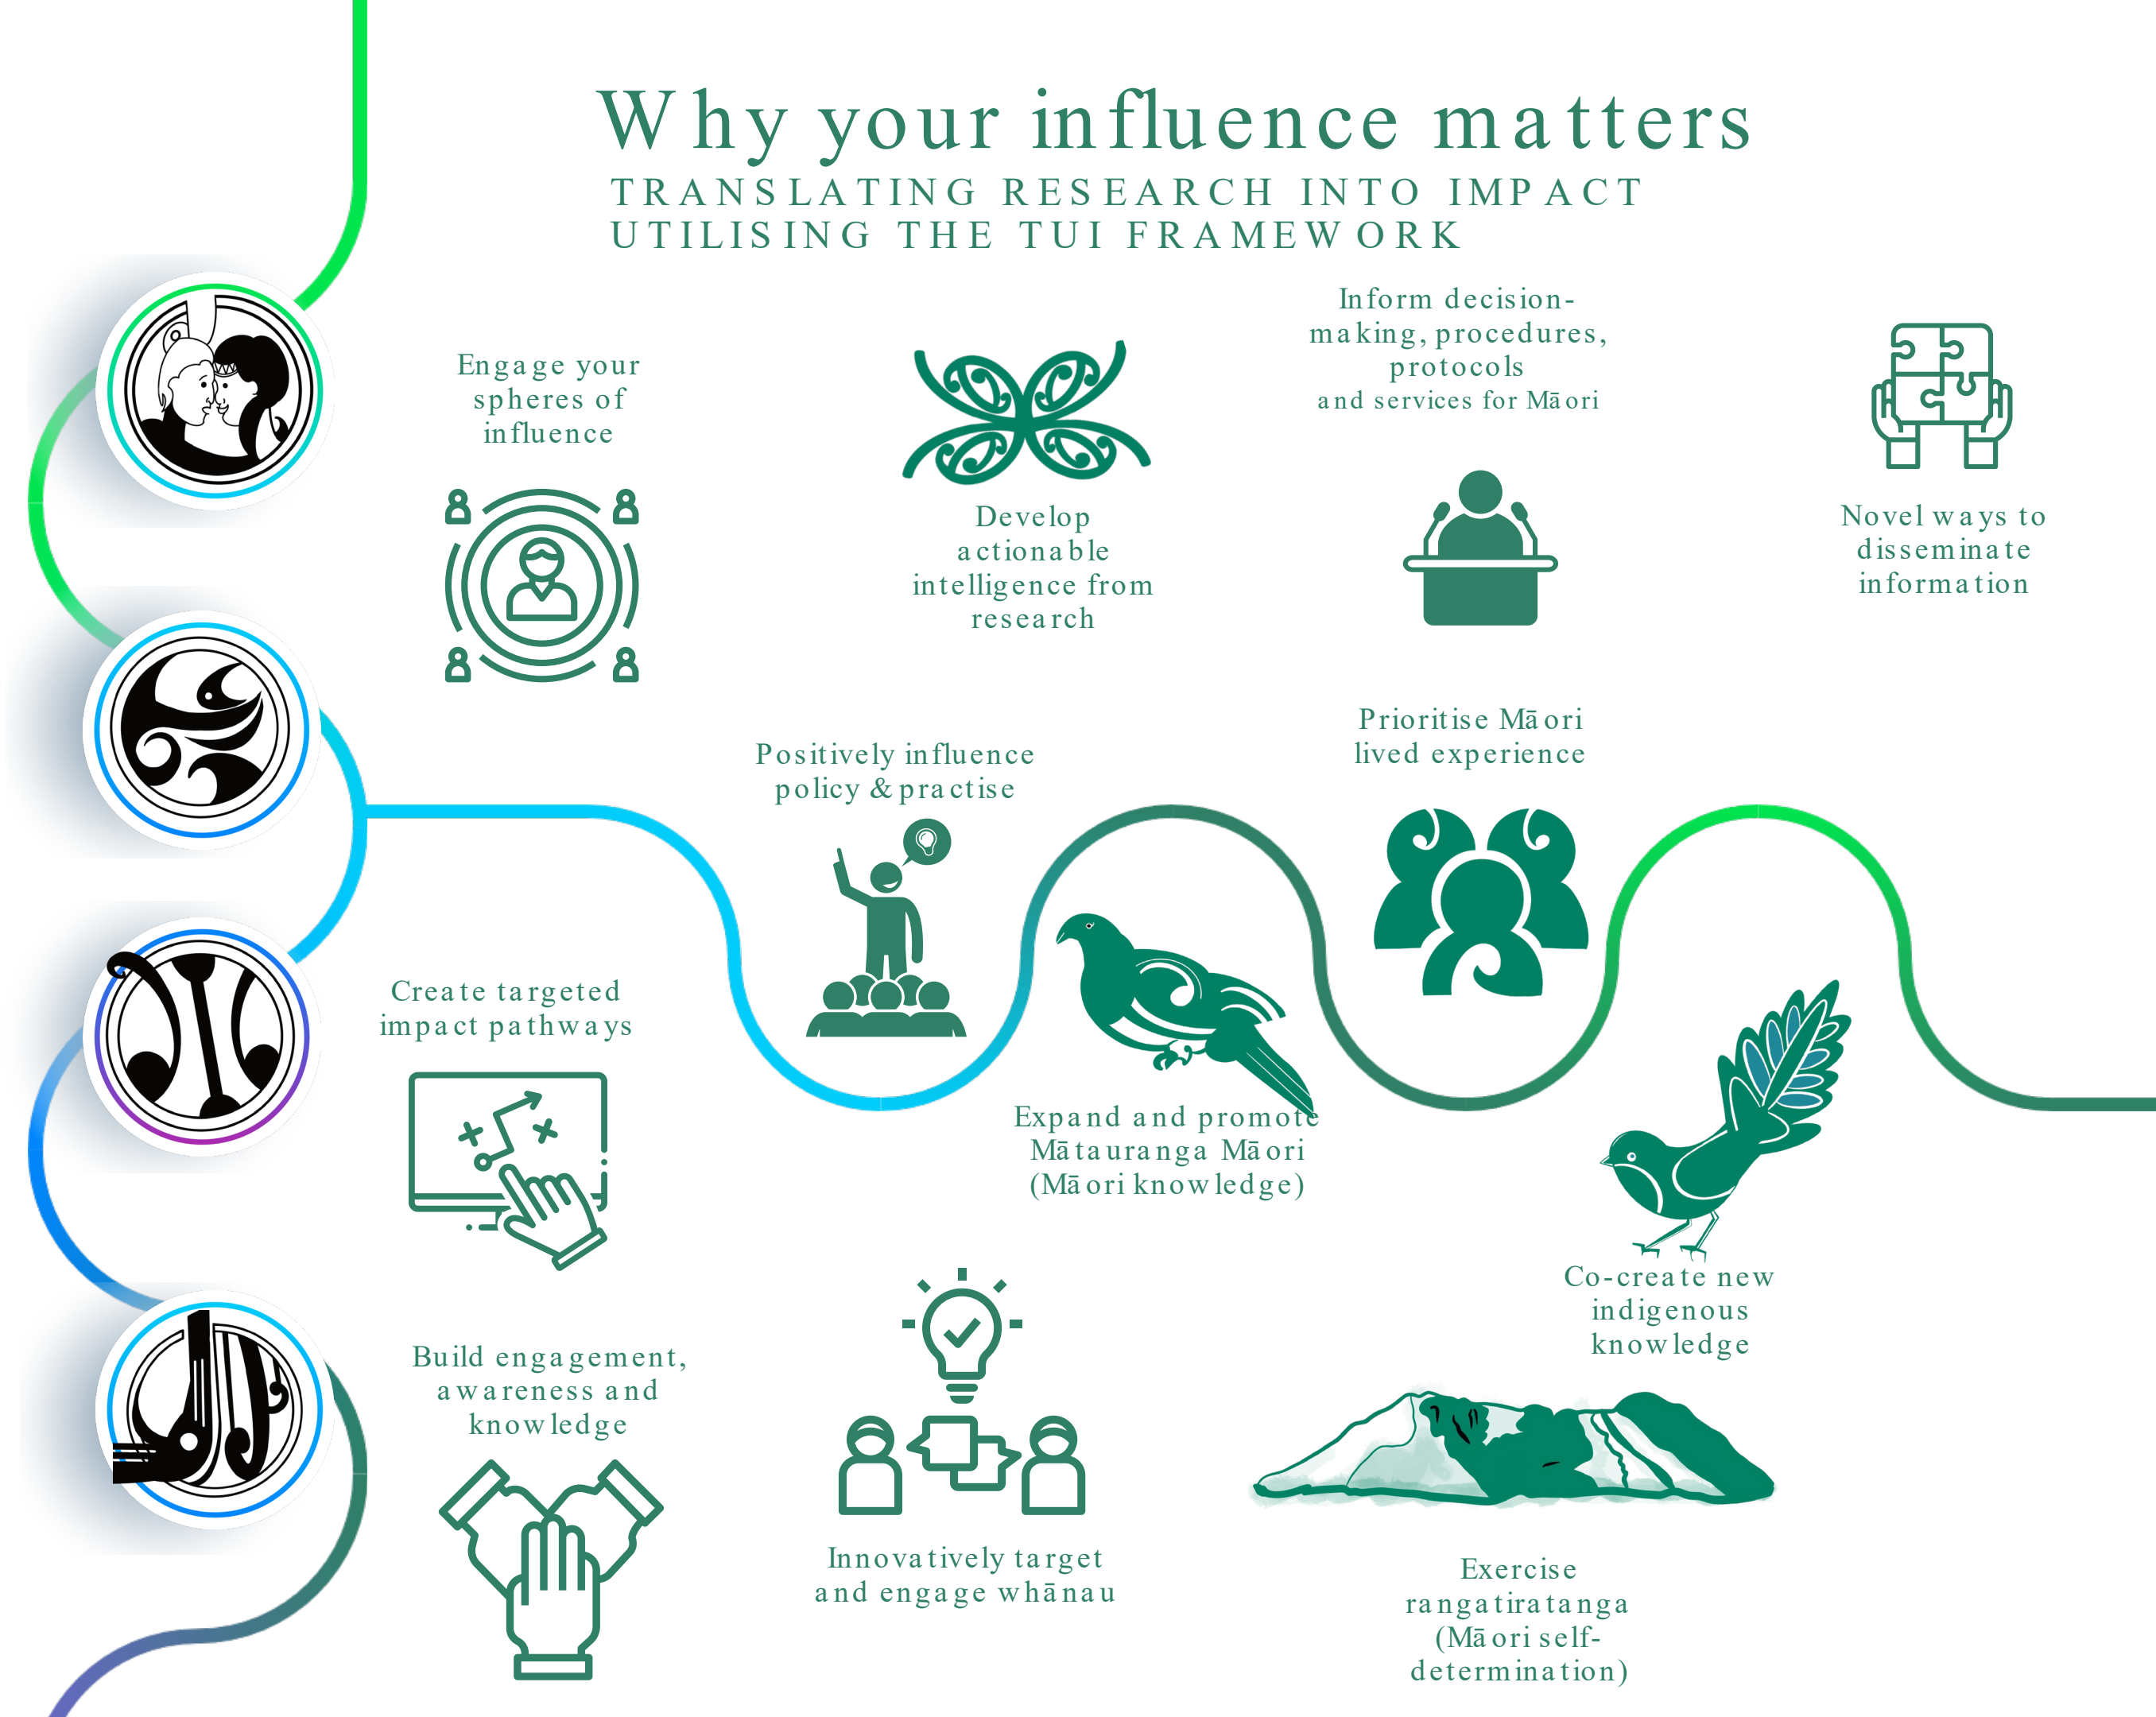 Why your influence matters
TRANSLATING RESEARCH INTO IMPACT
UTILISING THE TUI FRAMEWORK
Engage your
spheres of
influence
Develop
actionable
intelligence from
research
Inform decision-
making, procedures,
protocols
and services for Māori
Novel ways to
disseminate
information
Positively influence
policy & practise
Prioritise Māori
lived experience
Create targeted
impact pathways
Expand and promote
Mātauranga Māori
(Māori knowledge)
Co-create new
indigenous
knowledge
Build engagement,
awareness and
knowledge
Innovatively target
and engage whānau
Exercise
rangatiratanga
(Māori self-
determination)